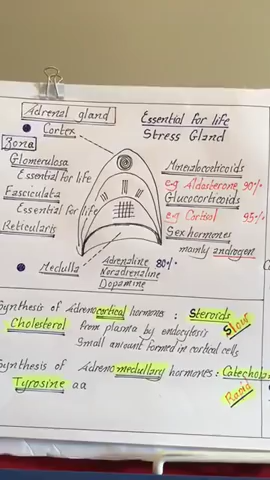 Adrenal gland
Essential for life
Stress Gland
Cortex
Zona
Glomerulosa
Essential for life
Fasciculata
Essential for life
Reticularis
Mineralocorticoids
e.g Aldosterone 90%
Glucocorticoids
e.g Cortisol 95%
Sex hormones
mainly androgen
Medulla
Adrenaline 80%
Noradrenaline
Dopamine
Synthesis of Adrenocortical hormones : Steroids
Cholesterol from plasma by endocytosis
Slow
Small amount formed in cortical cells
Synthesis of Adrenomedullary hormones :
Tyrosine aa
Rapid